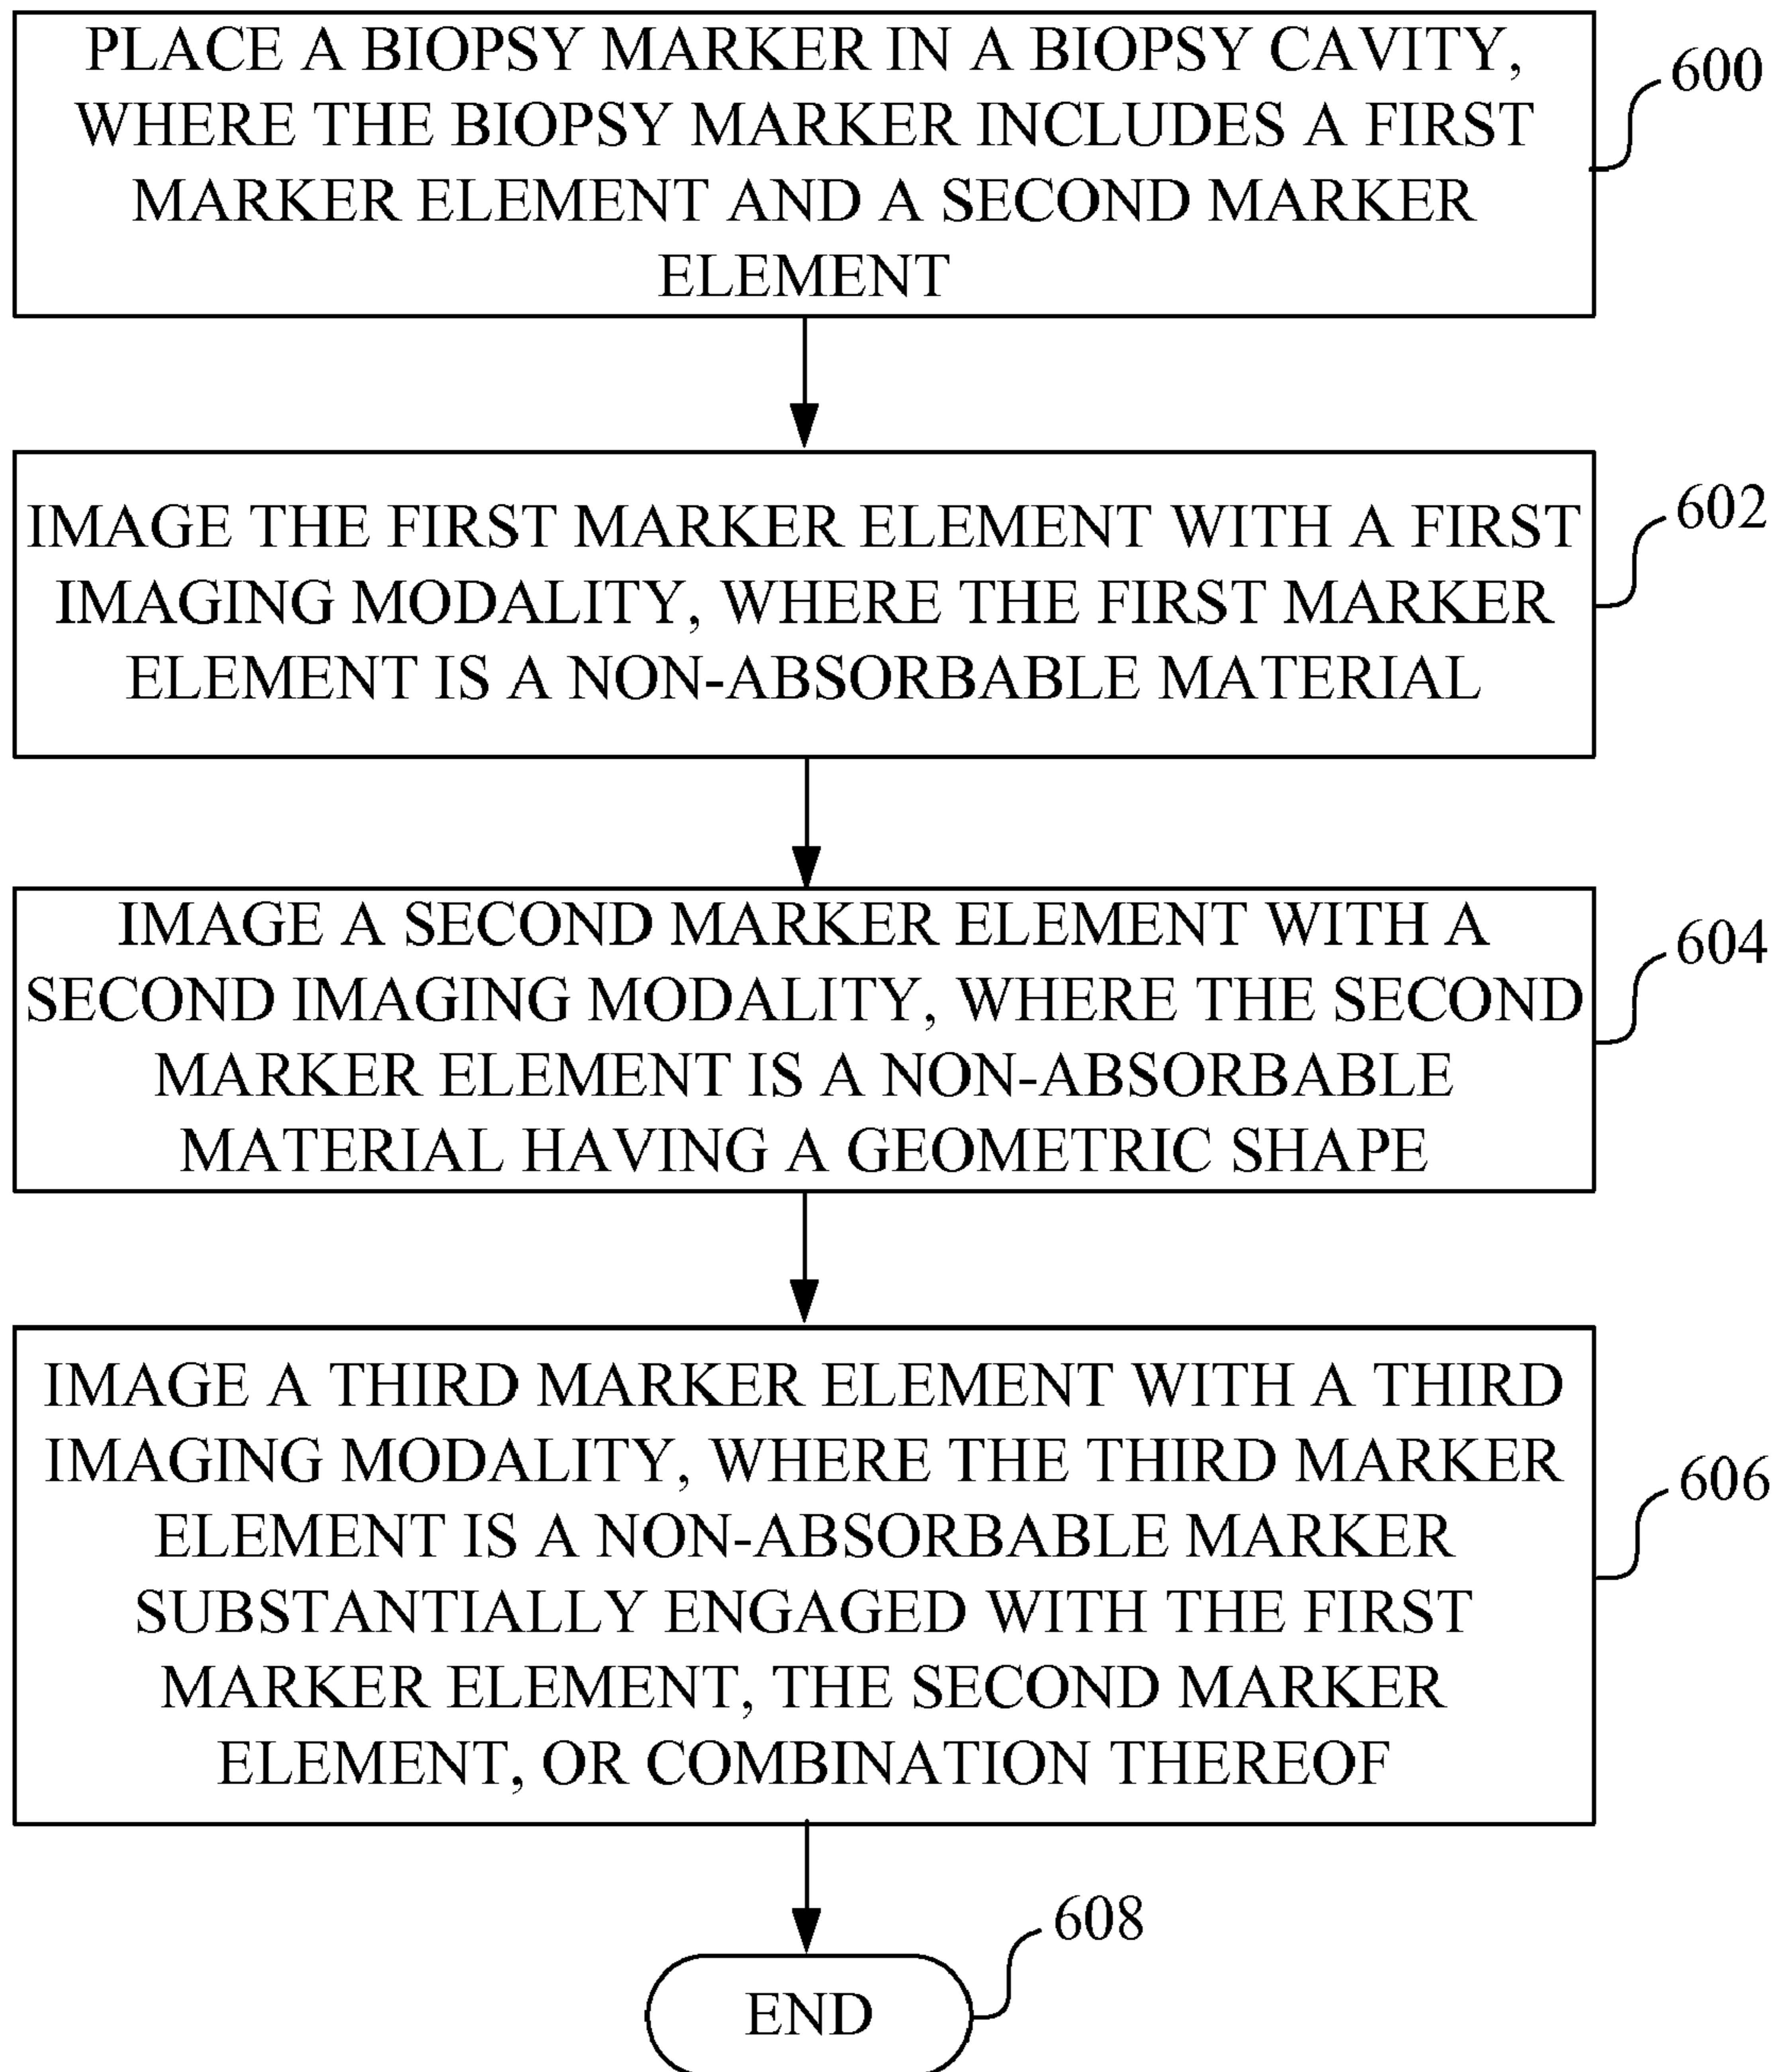 PLACE A BIOPSY MARKER IN A BIOPSY CAVITY,
WHERE THE BIOPSY MARKER INCLUDES A FIRST
MARKER ELEMENT AND A SECOND MARKER
ELEMENT
600
IMAGE THE FIRST MARKER ELEMENT WITH A FIRST
IMAGING MODALITY, WHERE THE FIRST MARKER
ELEMENT IS A NON-ABSORBABLE MATERIAL
602
IMAGE A SECOND MARKER ELEMENT WITH A
SECOND IMAGING MODALITY, WHERE THE SECOND
MARKER ELEMENT IS A NON-ABSORBABLE
MATERIAL HAVING A GEOMETRIC SHAPE
604
IMAGE A THIRD MARKER ELEMENT WITH A THIRD
IMAGING MODALITY, WHERE THE THIRD MARKER
ELEMENT IS A NON-ABSORBABLE MARKER
SUBSTANTIALLY ENGAGED WITH THE FIRST
MARKER ELEMENT, THE SECOND MARKER
ELEMENT, OR COMBINATION THEREOF
606
END
608